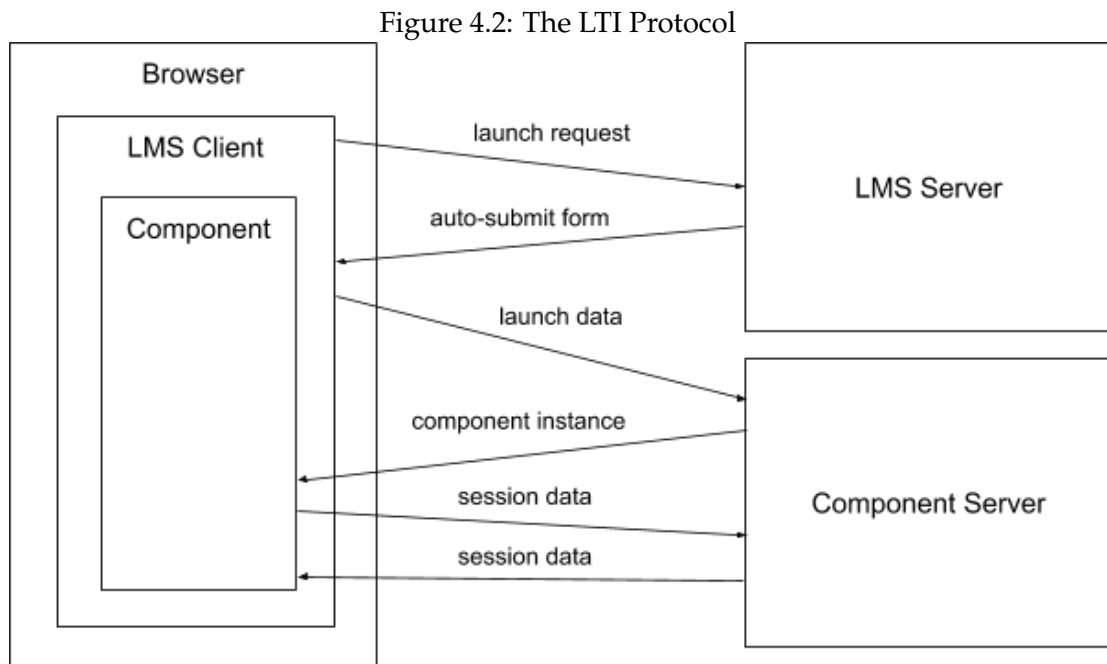 Figure 4.2: The LTI Protocol
Browser
LMS Client
Component
launch request
auto-submit form
launch data
component instance
session data
session data
LMS Server
Component Server